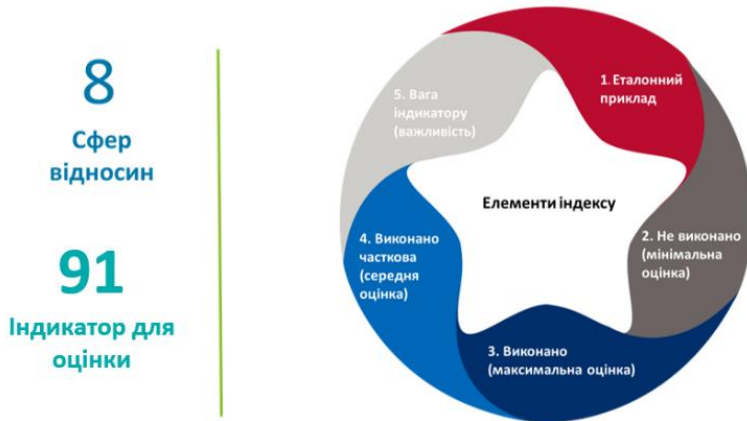 8
Сфер
відносин
91
Індикатор для
оцінки
Елементи індексу
1. Еталонний
приклад
2. Не виконано
(мінімальна
оцінка)
3. Виконано
(максимальна оцінка)
4. Виконано
часткова
(середня
оцінка)
5. Вага
індикатору
(важливість)